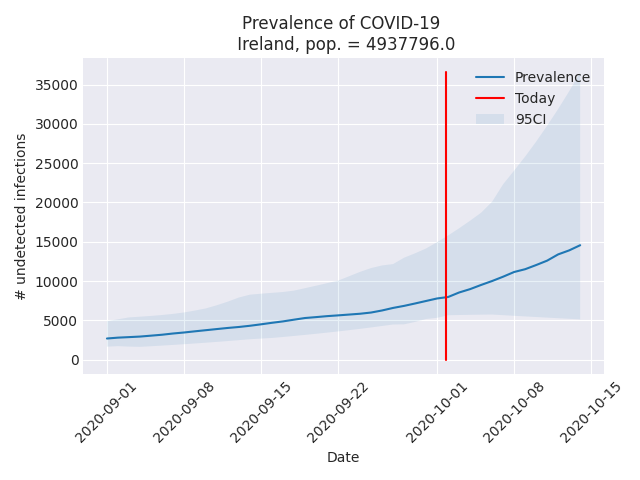 Prevalence of COVID-19
Ireland, pop. = 4937796.0
Prevalence
Today
95CI
# undetected infections
35000
30000
25000
20000
15000
10000
5000
0
2020-09-01
2020-09-08
2020-09-15
2020-09-22
2020-10-01
2020-10-08
2020-10-15
Date